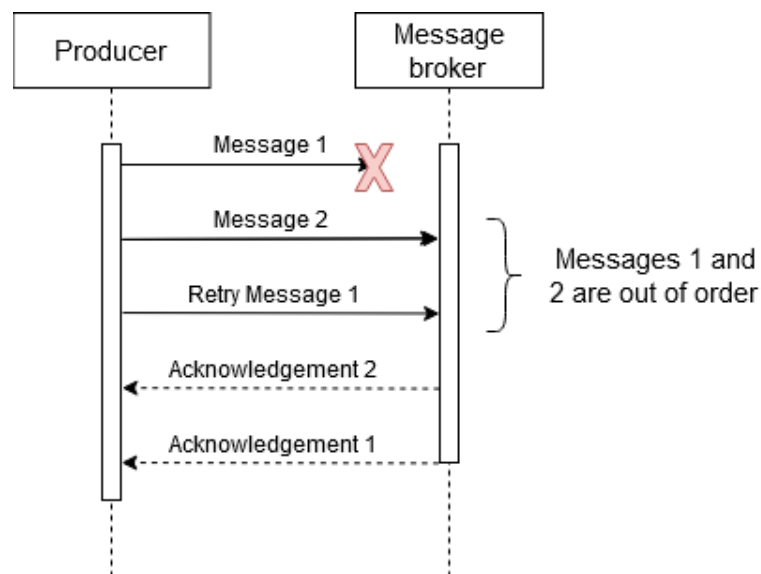 Producer
Message
broker
Message 1
X
Message 2
Retry Message 1
Messages 1 and
2 are out of order
Acknowledgement 2
Acknowledgement 1